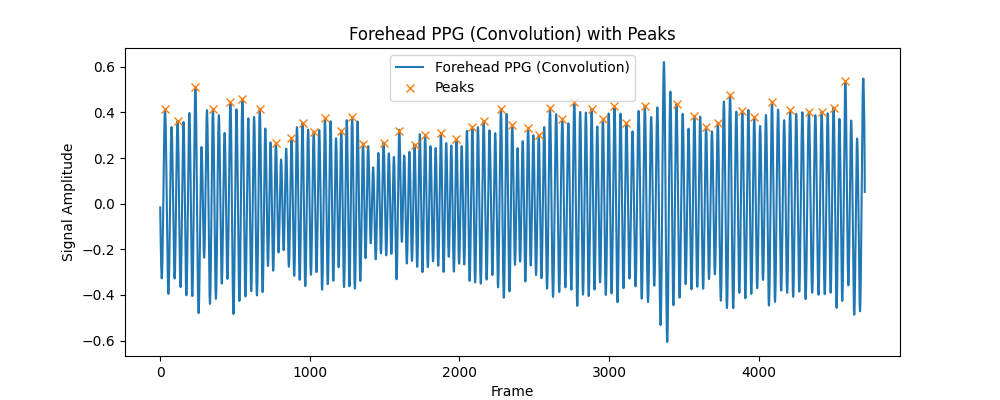 Forehead PPG (Convolution) with Peaks
Forehead PPG (Convolution)
Peaks
Signal Amplitude
0.6
0.4
0.2
0.0
−0.2
−0.4
−0.6
0 1000 2000 3000 4000
Frame